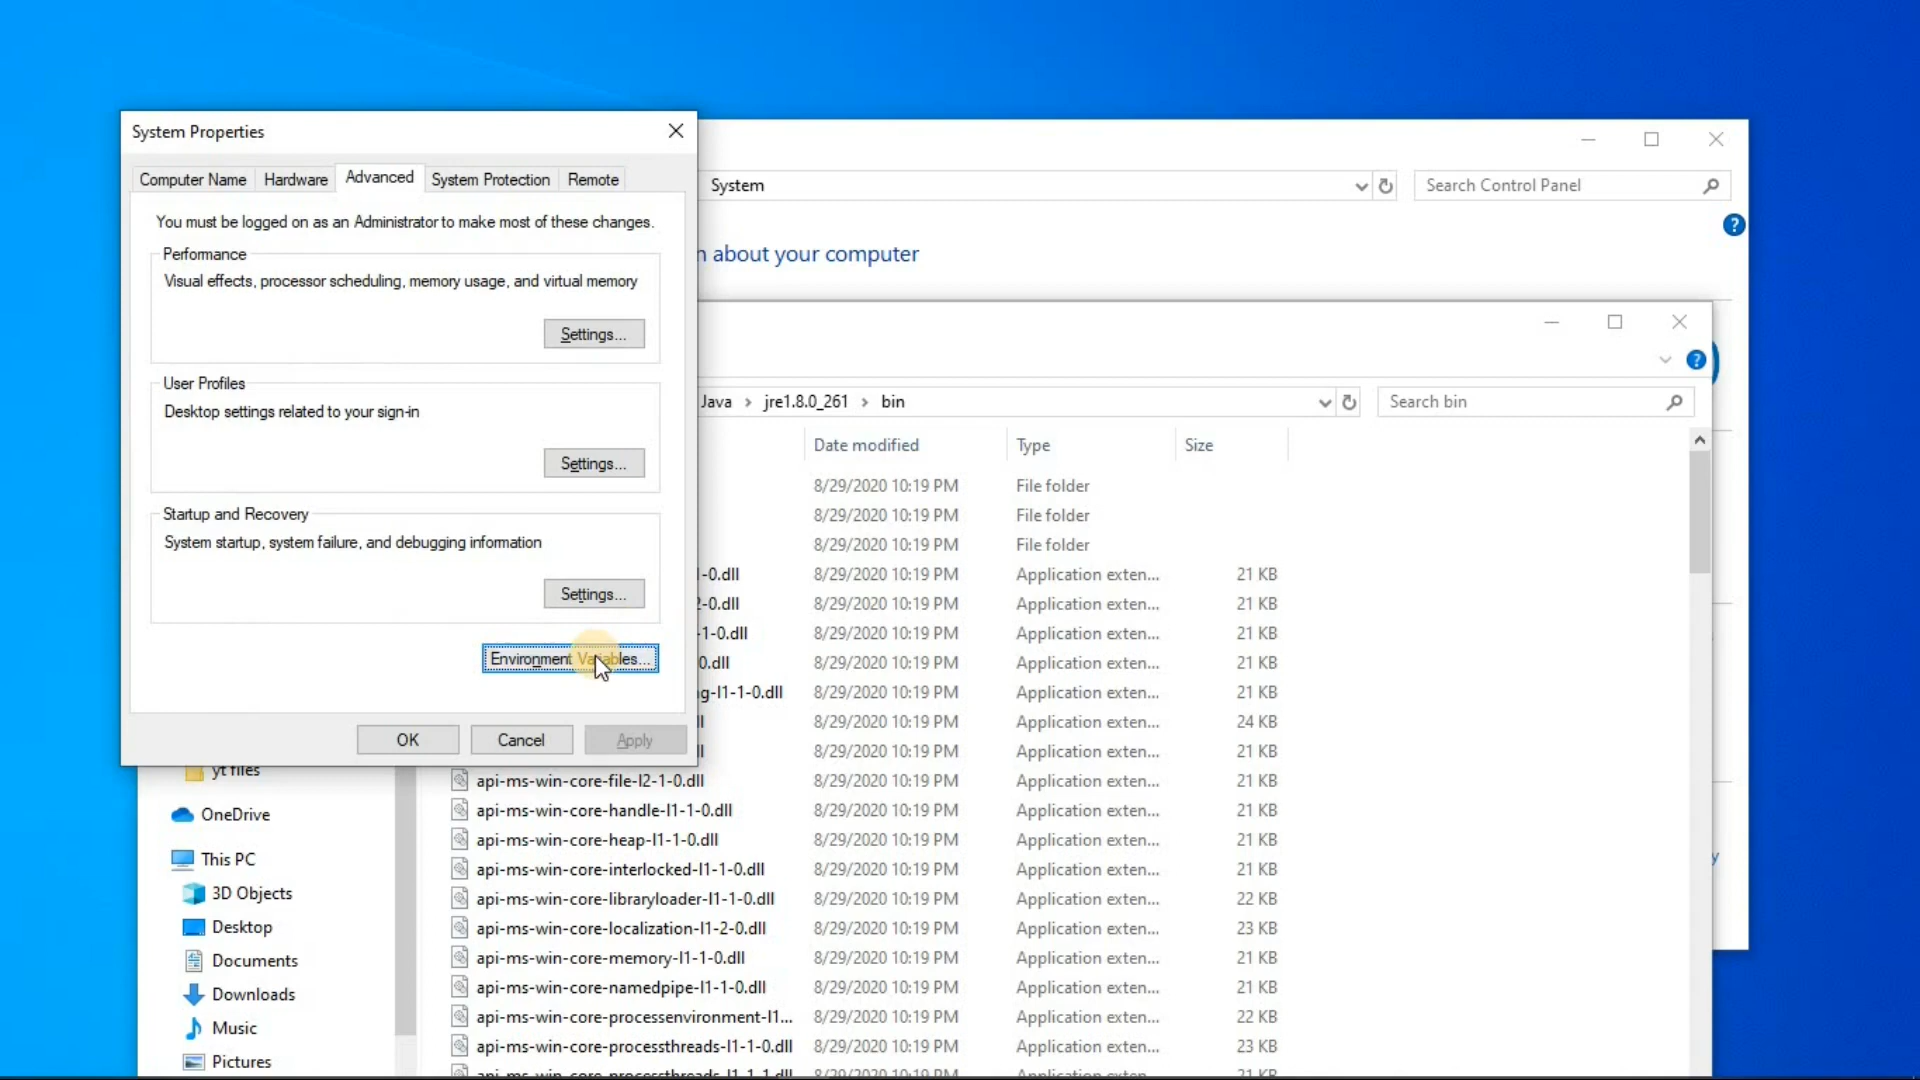 System Properties
Computer Name
Hardware
Advanced
System Protection
Remote
You must be logged on as an Administrator to make most of these changes.
Performance
Visual effects, processor scheduling, memory usage, and virtual memory
Settings...
User Profiles
Desktop settings related to your sign-in
Settings...
Startup and Recovery
System startup, system failure, and debugging information
Settings...
Environment Variables...
OK
Cancel
Apply
System
Search Control Panel
?
n about your computer
?
Java › jre1.8.0_261 › bin
Search bin
Date modified Type Size
8/29/2020 10:19 PM File folder
8/29/2020 10:19 PM File folder
8/29/2020 10:19 PM File folder
-0.dll 8/29/2020 10:19 PM Application exten... 21 KB
-0.dll 8/29/2020 10:19 PM Application exten... 21 KB
-1-0.dll 8/29/2020 10:19 PM Application exten... 21 KB
0.dll 8/29/2020 10:19 PM Application exten... 21 KB
g-l1-1-0.dll 8/29/2020 10:19 PM Application exten... 21 KB
8/29/2020 10:19 PM Application exten... 24 KB
8/29/2020 10:19 PM Application exten... 21 KB
api-ms-win-core-file-l2-1-0.dll 8/29/2020 10:19 PM Application exten... 21 KB
api-ms-win-core-handle-l1-1-0.dll 8/29/2020 10:19 PM Application exten... 21 KB
api-ms-win-core-heap-l1-1-0.dll 8/29/2020 10:19 PM Application exten... 21 KB
api-ms-win-core-interlocked-l1-1-0.dll 8/29/2020 10:19 PM Application exten... 21 KB
api-ms-win-core-libraryloader-l1-1-0.dll 8/29/2020 10:19 PM Application exten... 22 KB
api-ms-win-core-localization-l1-2-0.dll 8/29/2020 10:19 PM Application exten... 23 KB
api-ms-win-core-memory-l1-1-0.dll 8/29/2020 10:19 PM Application exten... 21 KB
api-ms-win-core-namedpipe-l1-1-0.dll 8/29/2020 10:19 PM Application exten... 21 KB
api-ms-win-core-processenvironment-l1... 8/29/2020 10:19 PM Application exten... 22 KB
api-ms-win-core-processthreads-l1-1-0.dll 8/29/2020 10:19 PM Application exten... 23 KB
api-ms-win-core-processthreads-l1-1-1.dll 8/29/2020 10:19 PM Application exten... 21 KB
yt files
OneDrive
This PC
3D Objects
Desktop
Documents
Downloads
Music
Pictures
y